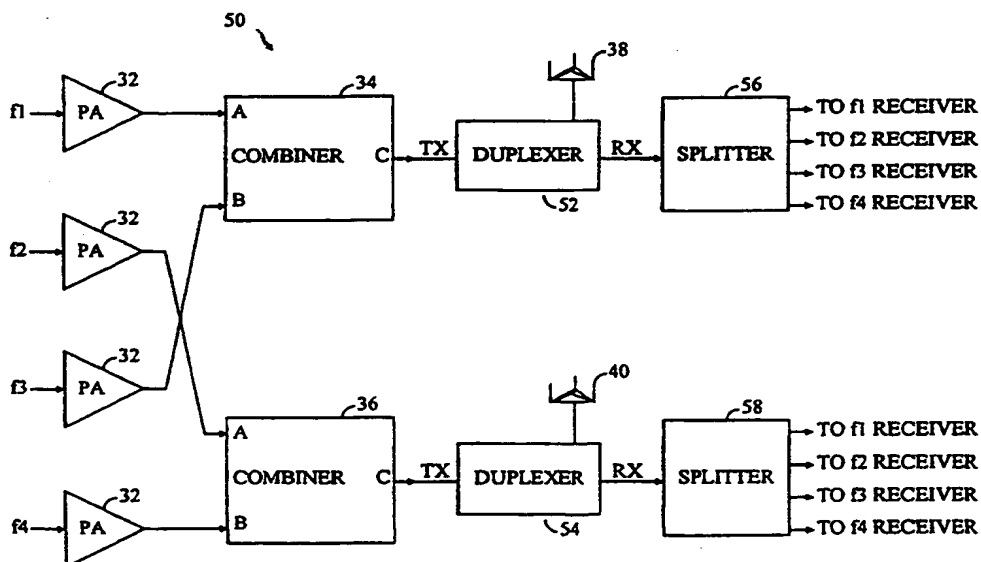 50
32
f1
PA
34
A
COMBINER
C
B
TX
38
DUPLEXER
52
RX
56
SPLITTER
TO f1 RECEIVER
TO f2 RECEIVER
TO f3 RECEIVER
TO f4 RECEIVER
32
f2
PA
32
f3
PA
32
f4
PA
36
A
COMBINER
C
B
TX
40
DUPLEXER
54
RX
58
SPLITTER
TO f1 RECEIVER
TO f2 RECEIVER
TO f3 RECEIVER
TO f4 RECEIVER